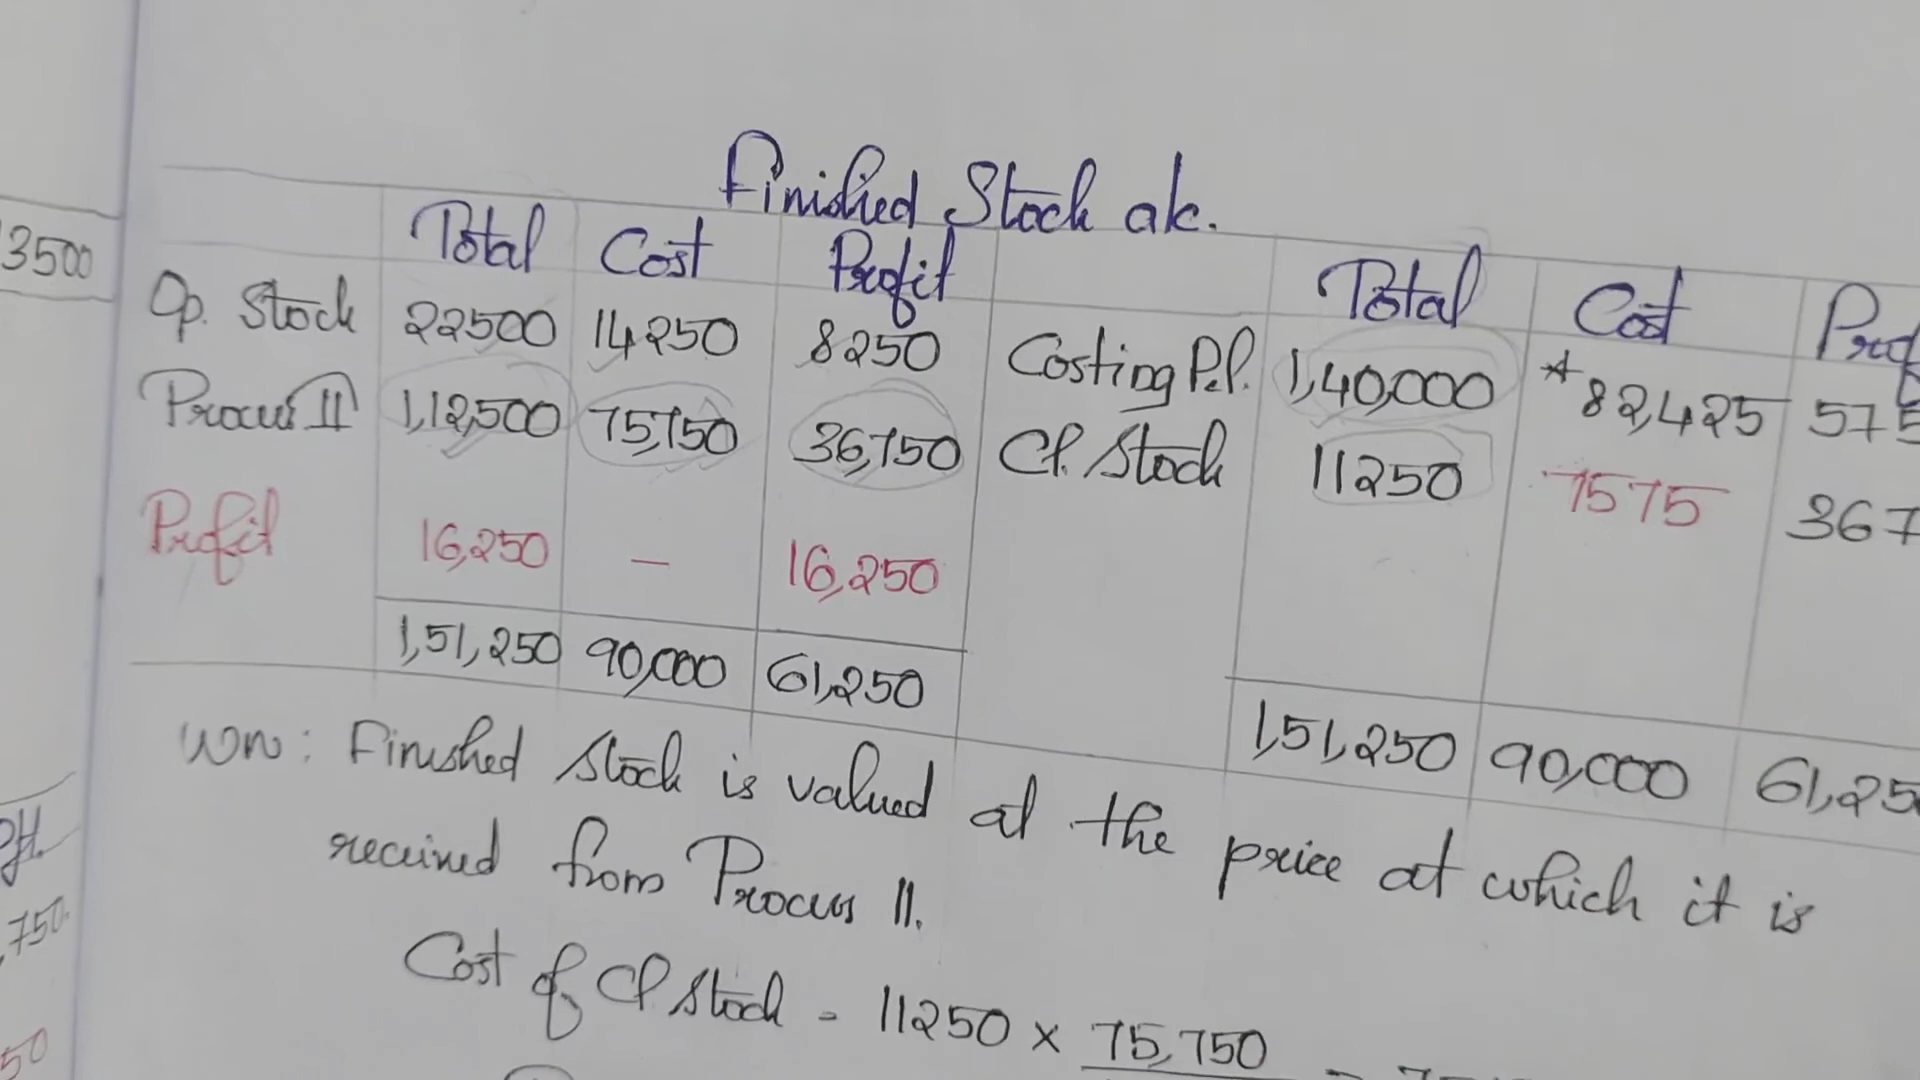 Finished Stock a/c.
Total Cost Profit Total Cost Prof
Op. Stock 22500 14250 8250 Costing P.L. 1,40,000 *82,425 575
Process II 1,12,500 75,750 36,750 Cl. Stock 11250 7575 367
Profit 16,250 — 16,250
1,51,250 90,000 61,250 1,51,250 90,000 61,25
WN: Finished Stock is valued at the price at which it is
received from Process II.
Cost of Cl Stock = 11250 × 75,750
3500
750
50